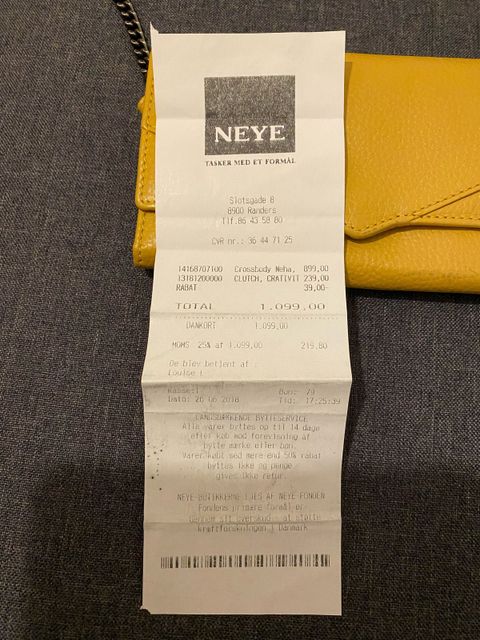 NEYE
TASKER MED ET FORMÅL
Slotsgade 8
8900 Randers
Tlf.86 43 58 80
CVR nr.: 36 44 71 25
14168707100 Crossbody Neha, 899,00
13181200000 CLUTCH, CRATIVIT 239,00
RABAT 39,00-
TOTAL 1.099,00
DANKORT 1.099,00
MOMS 25% af 1.099,00 219,80
De blev betjent af :
Louise !
Kasse:1 Bon: 79
Dato: 26 06 2018 Tid: 17:25:39
LANDSDÆKKENDE BYTTESERVICE
Alle varer byttes op til 14 dage
efter køb mod forevisning af
bytte mærke eller bon.
Varer købt med mere end 50% rabat
byttes ikke og penge
gives ikke retur.
NEYE-BUTIKKERNE EJES AF NEYE FONDEN
Fondens primære formål er
gennem sit overskud at støtte
kræftforskningen i Danmark